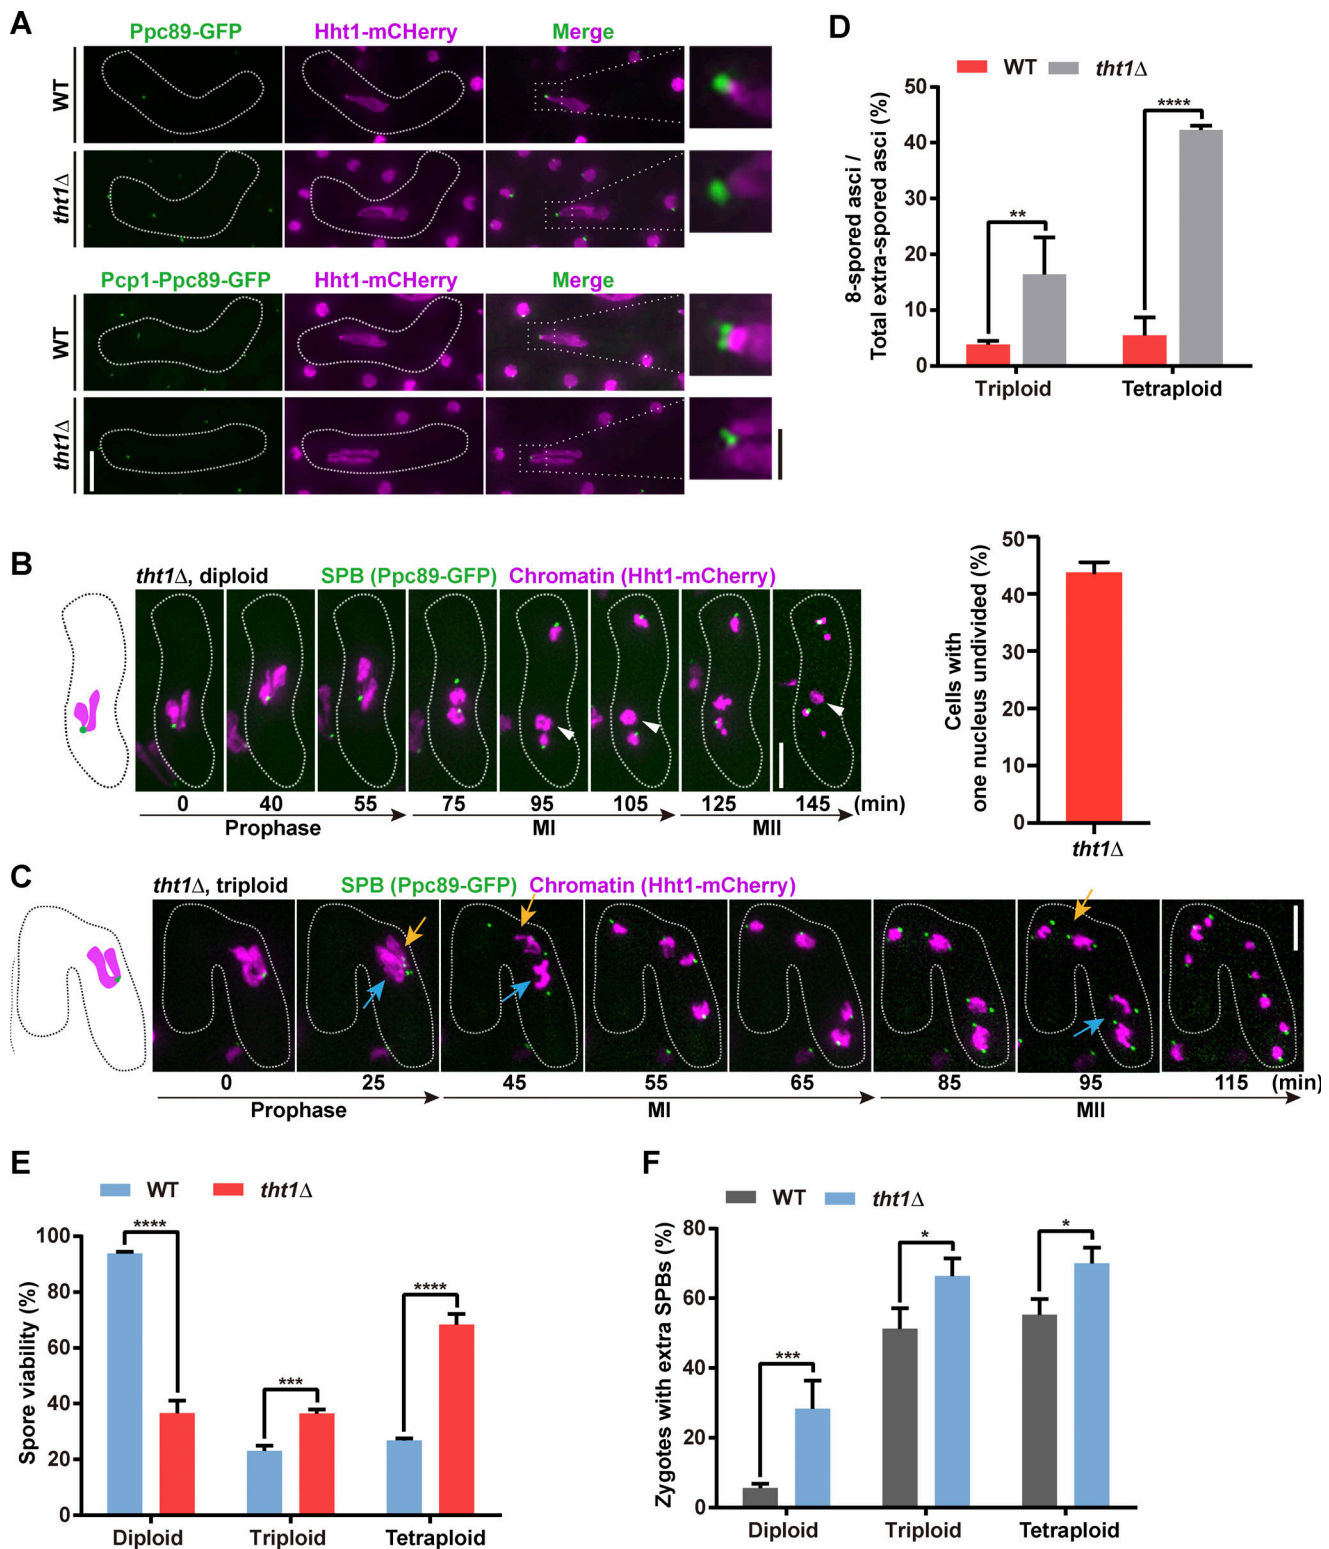 A
Ppc89-GFP Hht1-mCherry Merge
WT
tht1Δ
Pcp1-Ppc89-GFP Hht1-mCherry Merge
WT
tht1Δ
D
WT tht1Δ
8-spored asci /
Total extra-spored asci (%)
50
40
30
20
10
0
**
****
Triploid Tetraploid
B
tht1Δ, diploid SPB (Ppc89-GFP) Chromatin (Hht1-mCherry)
0 40 55 75 95 105 125 145 (min)
Prophase MI MII
Cells with
one nucleus undivided (%)
50
40
30
20
10
0
tht1Δ
C
tht1Δ, triploid SPB (Ppc89-GFP) Chromatin (Hht1-mCherry)
0 25 45 55 65 85 95 115 (min)
Prophase MI MII
E
WT tht1Δ
Spore viability (%)
100
80
60
40
20
0
****
***
****
Diploid Triploid Tetraploid
F
WT tht1Δ
Zygotes with extra SPBs (%)
80
60
40
20
0
***
*
*
Diploid Triploid Tetraploid